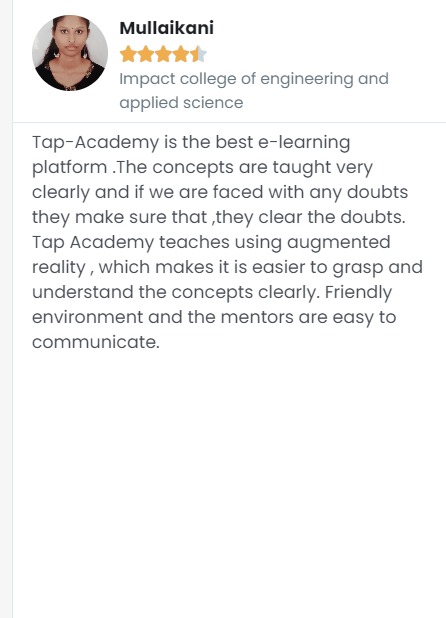 Mullaikani
Impact college of engineering and
applied science
Tap-Academy is the best e-learning
platform .The concepts are taught very
clearly and if we are faced with any doubts
they make sure that ,they clear the doubts.
Tap Academy teaches using augmented
reality , which makes it is easier to grasp and
understand the concepts clearly. Friendly
environment and the mentors are easy to
communicate.